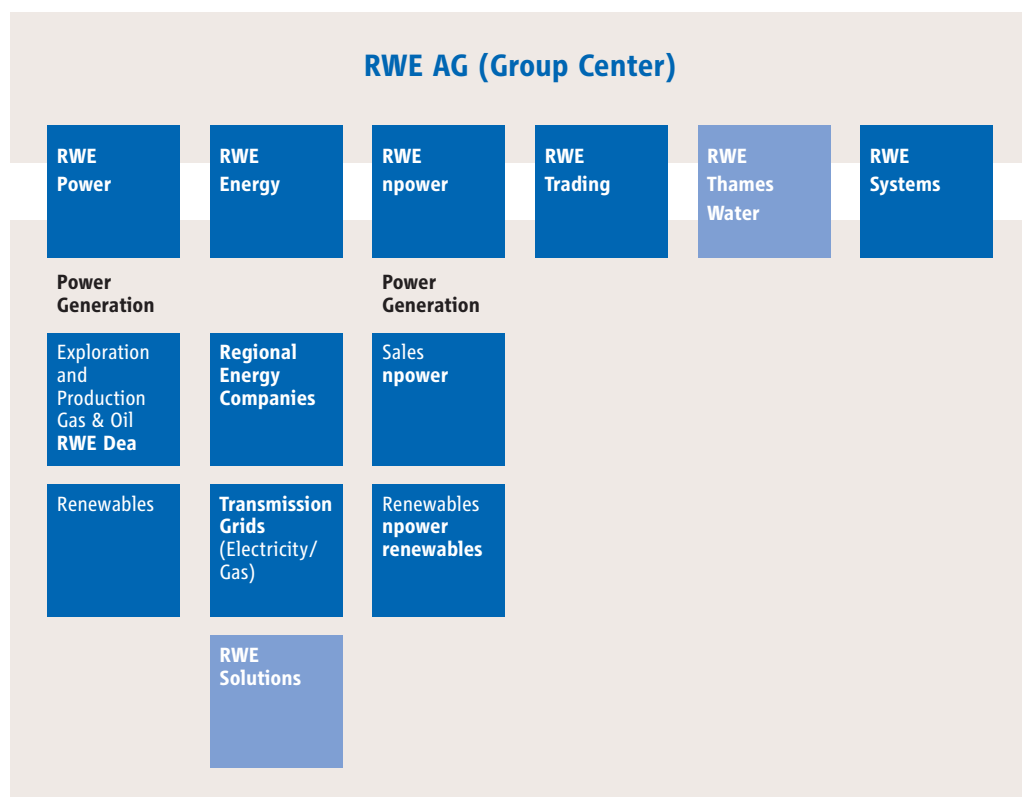 RWE AG (Group Center)
RWE
Power
RWE
Energy
RWE
npower
RWE
Trading
RWE
Thames
Water
RWE
Systems
Power
Generation
Power
Generation
Exploration
and
Production
Gas & Oil
RWE Dea
Regional
Energy
Companies
Sales
npower
Renewables
Transmission
Grids
(Electricity/
Gas)
Renewables
npower
renewables
RWE
Solutions